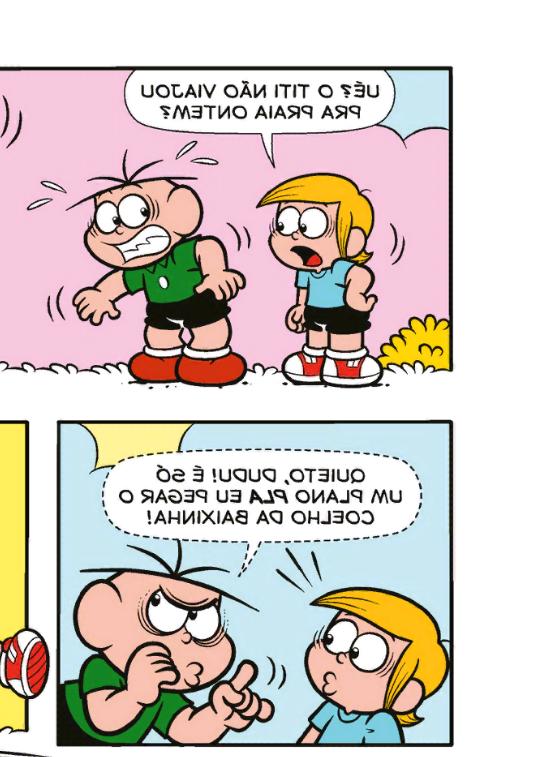 UÉ? O TITI NÃO VIAJOU
PRA PRAIA ONTEM?
QUIETO, DUDU! É SÓ
UM PLANO PLA EU PEGAR O
COELHO DA BAIXINHA!